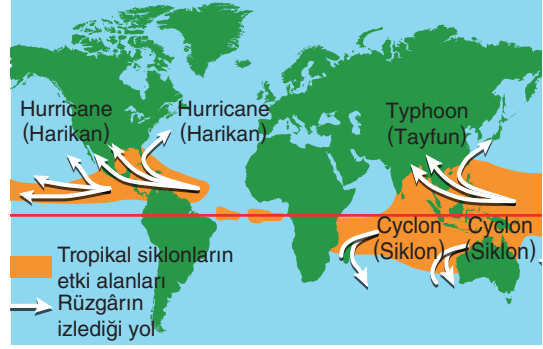 Hurricane
(Harikan)
Hurricane
(Harikan)
Typhoon
(Tayfun)
Cyclon
(Siklon)
Cyclon
(Siklon)
Tropikal siklonların
etki alanları
Rüzgârın
izlediği yol